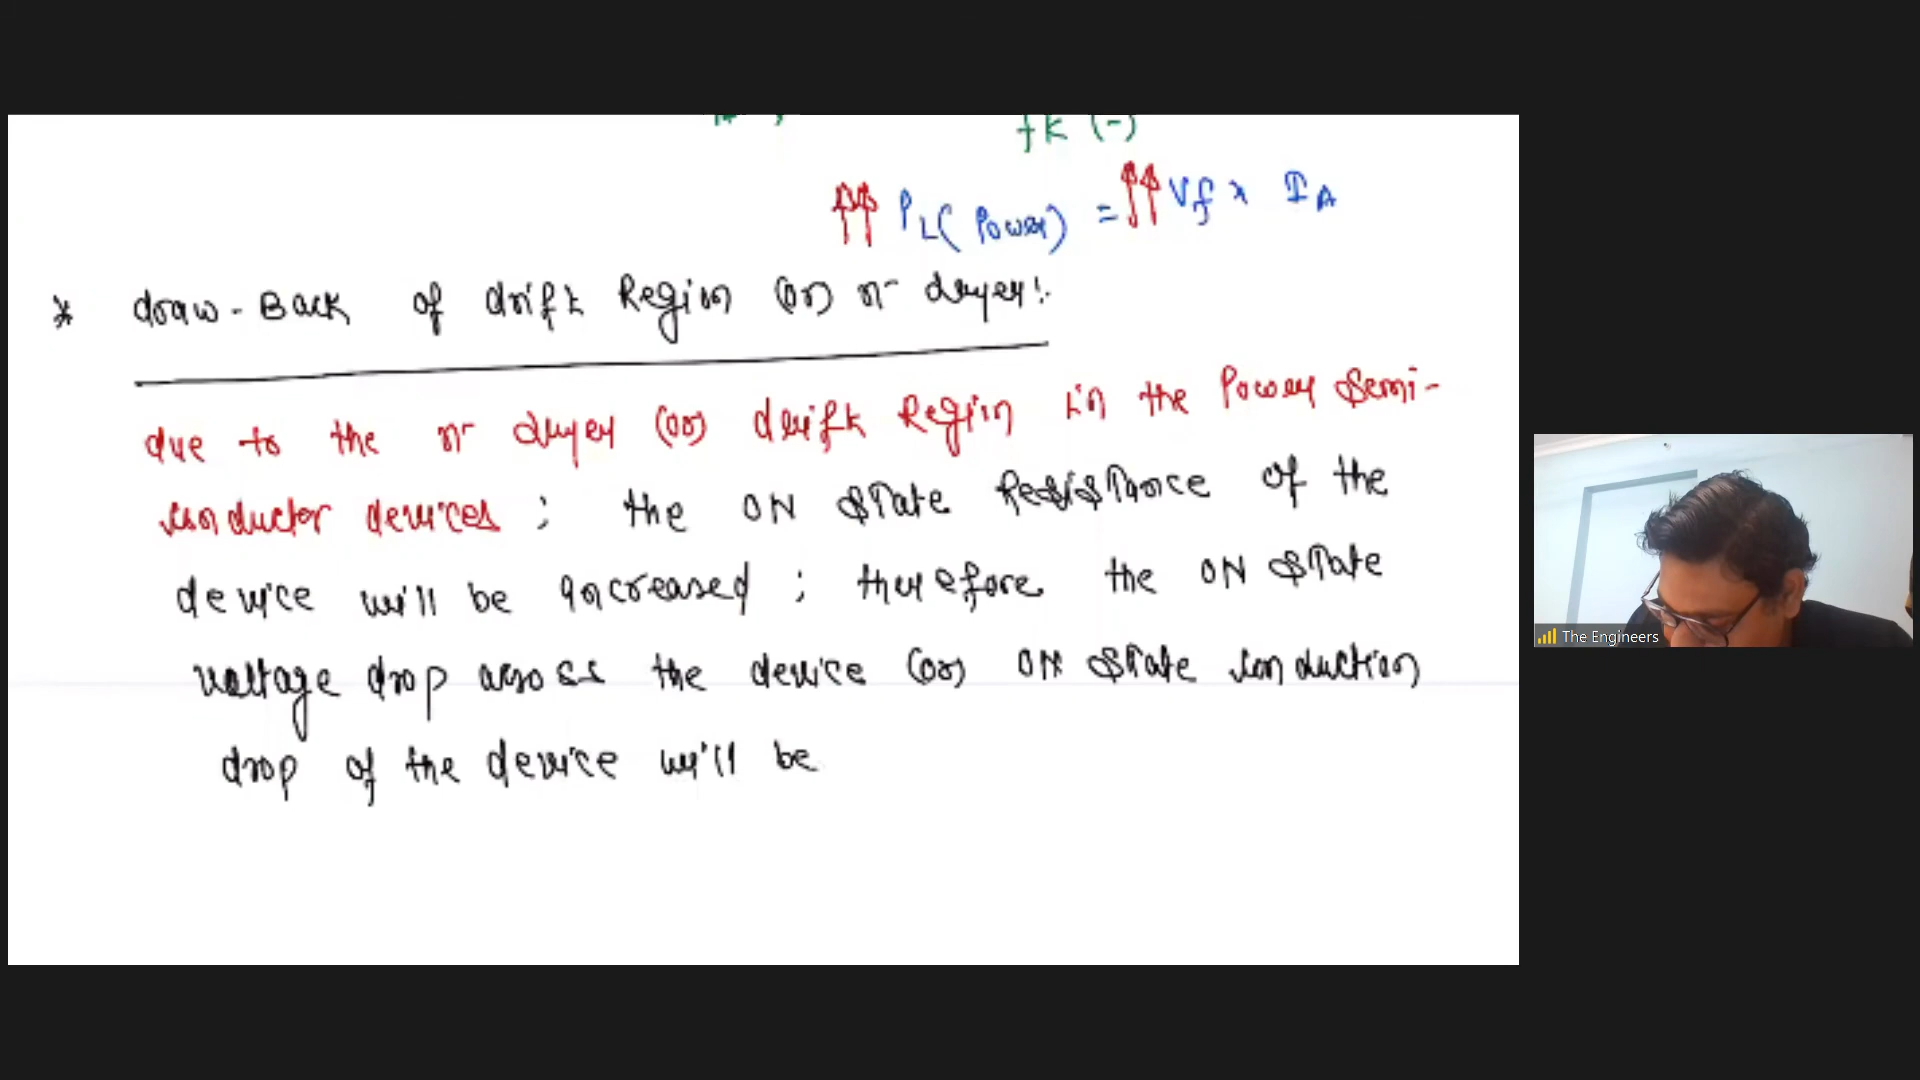 fk (-)
↑↑ PL( Power) = ↑↑ Vf x IA
* draw-Back of drift Region (or) n- layer:-
due to the n- layer (or) drift Region in the Power Semi-
conductor devices ; the ON State Resistance of the
device will be increased ; therefore the ON State
voltage drop across the device (or) ON State conduction
drop of the device will be
The Engineers